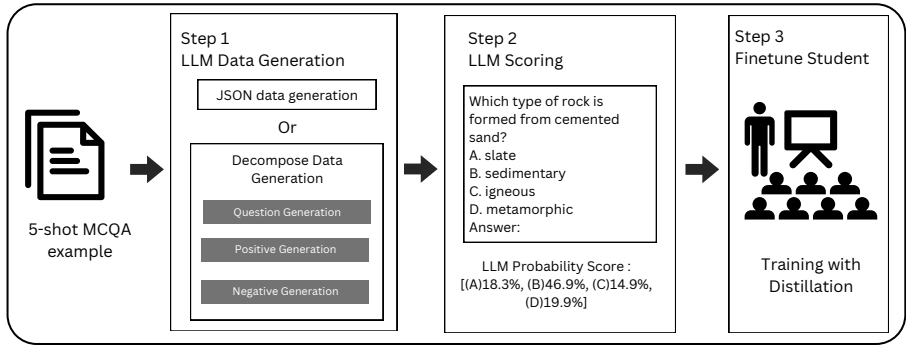 5-shot MCQA
example
Step 1
LLM Data Generation
JSON data generation
Or
Decompose Data
Generation
Question Generation
Positive Generation
Negative Generation
Step 2
LLM Scoring
Which type of rock is
formed from cemented
sand?
A. slate
B. sedimentary
C. igneous
D. metamorphic
Answer:
LLM Probability Score :
[(A)18.3%, (B)46.9%, (C)14.9%,
(D)19.9%]
Step 3
Finetune Student
Training with
Distillation